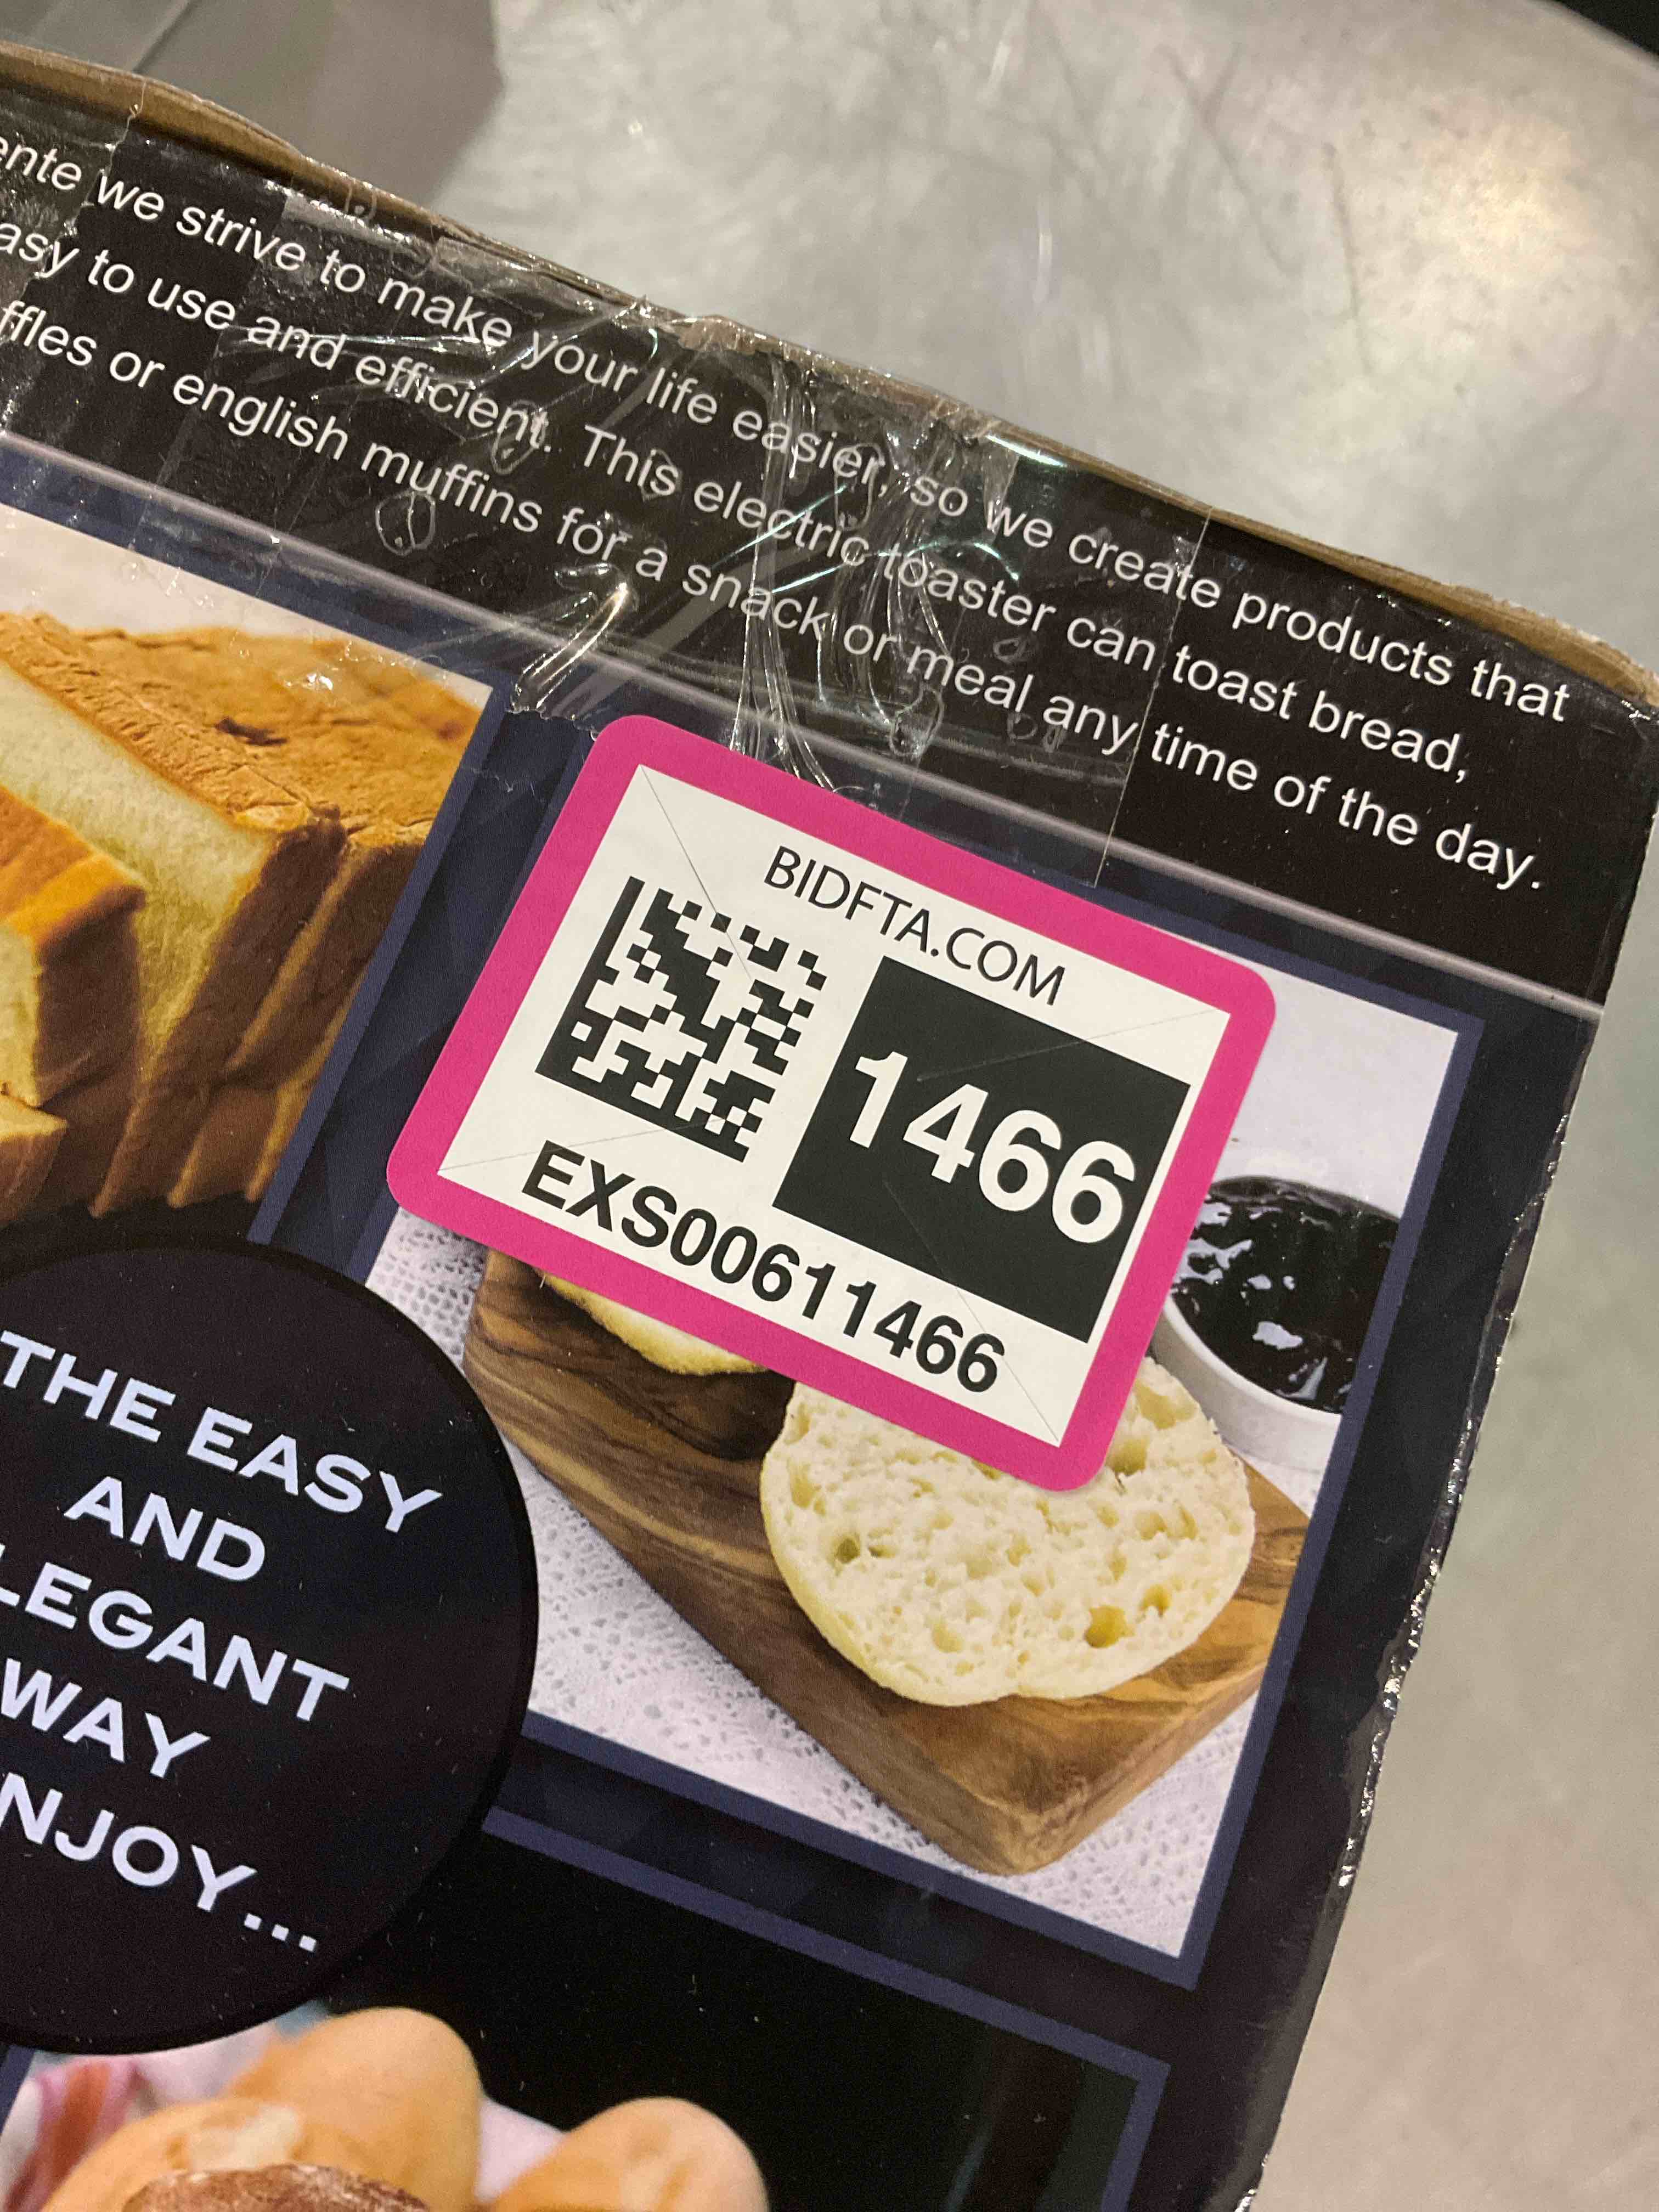 ente we strive to make your life easier, so we create products that
asy to use and efficient. This electric toaster can toast bread,
ffles or english muffins for a snack or meal any time of the day.
BIDFTA.COM
1466
EXS00611466
THE EASY
AND
LEGANT
WAY
NJOY...